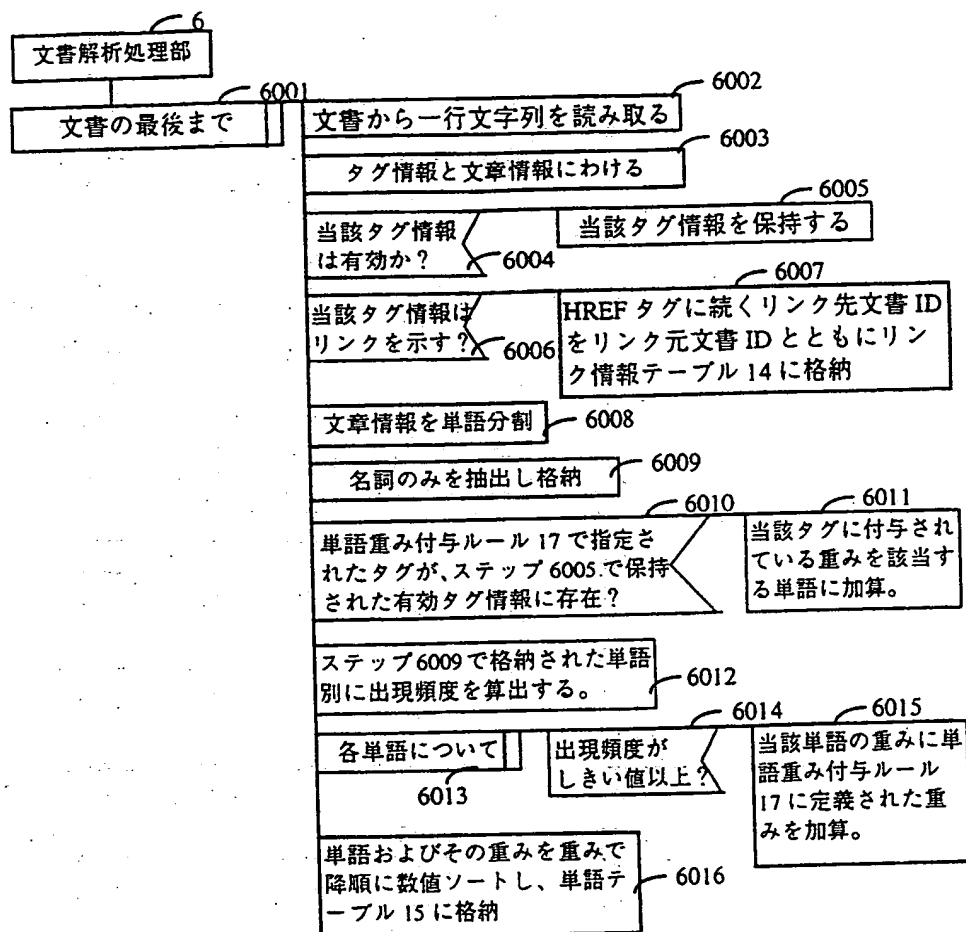 6
文書解析処理部
6001
文書の最後まで
6002
文書から一行文字列を読み取る
6003
タグ情報と文章情報にわける
当該タグ情報
は有効か？
6004
6005
当該タグ情報を保持する
当該タグ情報は
リンクを示す？
6006
6007
HREF タグに続くリンク先文書 ID
をリンク元文書 ID とともにリン
ク情報テーブル 14 に格納
文章情報を単語分割
6008
名詞のみを抽出し格納
6009
6010
単語重み付与ルール 17 で指定さ
れたタグが、ステップ 6005.で保持
された有効タグ情報に存在？
6011
当該タグに付与され
ている重みを該当す
る単語に加算。
ステップ 6009 で格納された単語
別に出現頻度を算出する。
6012
各単語について
6013
6014
出現頻度が
しきい値以上？
6015
当該単語の重みに単
語重み付与ルール
17 に定義された重
みを加算。
単語およびその重みを重みで
降順に数値ソートし、単語テ
ーブル 15 に格納
6016